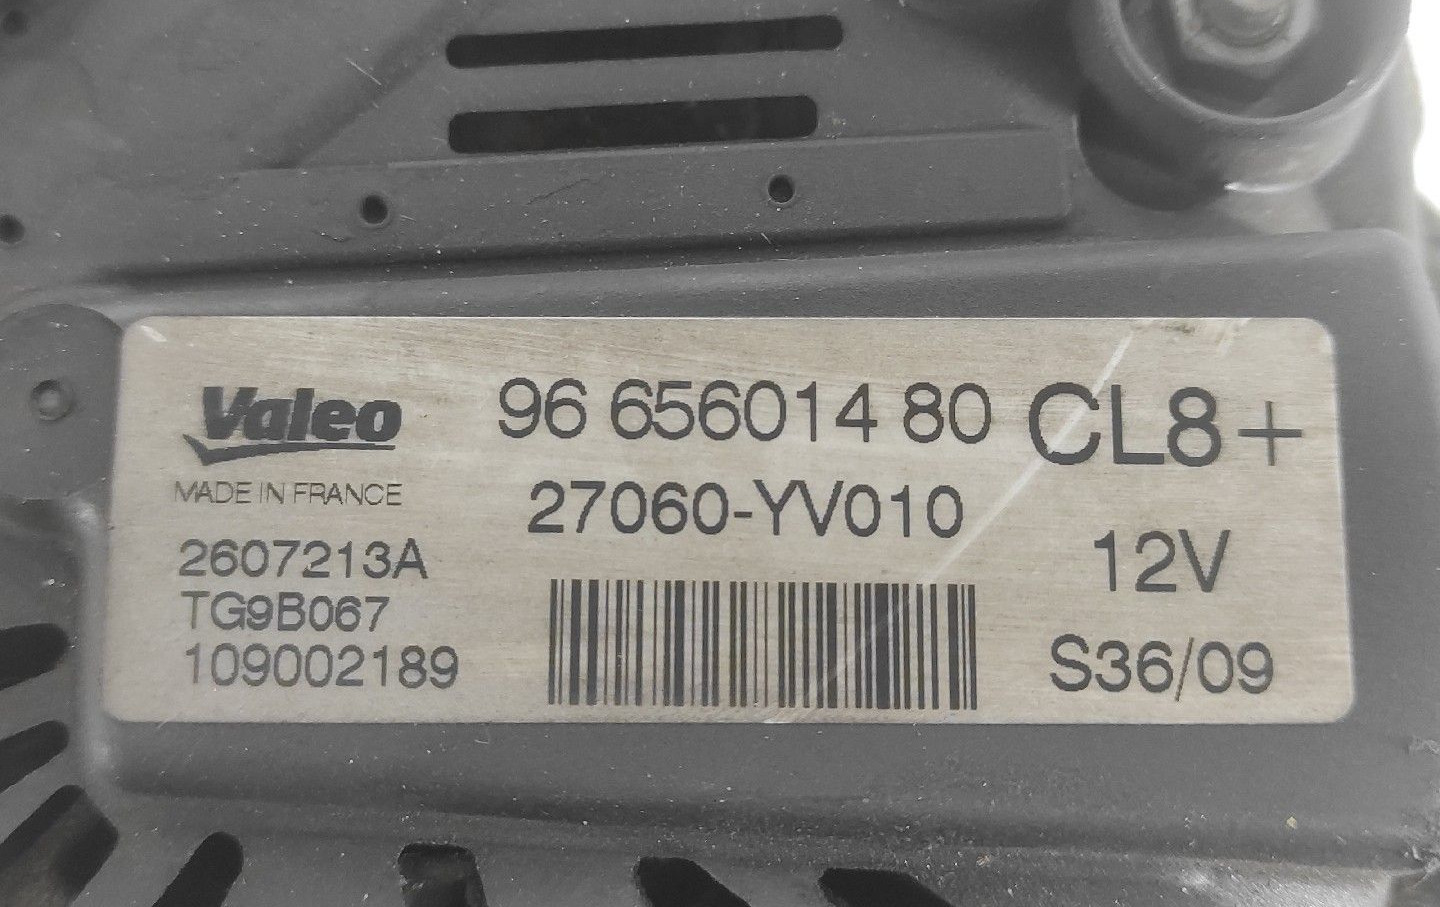 Valeo 96 656014 80 CL8+
MADE IN FRANCE 27060-YV010
2607213A 12V
TG9B067
109002189 S36/09